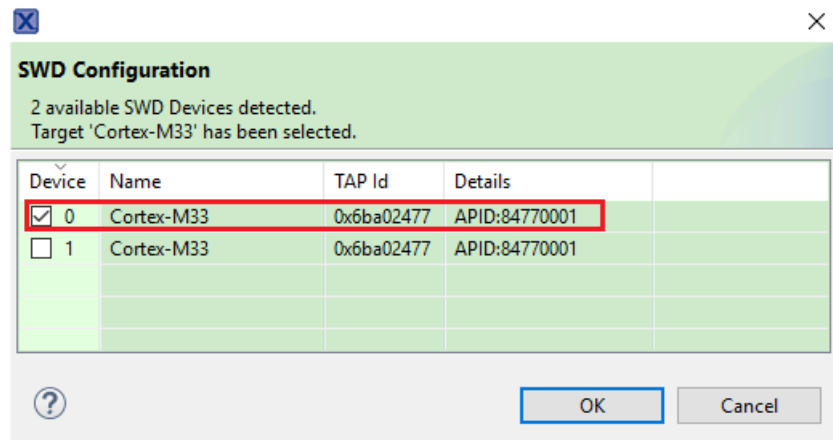 X
SWD Configuration
2 available SWD Devices detected.
Target 'Cortex-M33' has been selected.
Device Name TAP Id Details
0 Cortex-M33 0x6ba02477 APID:84770001
1 Cortex-M33 0x6ba02477 APID:84770001
? OK Cancel